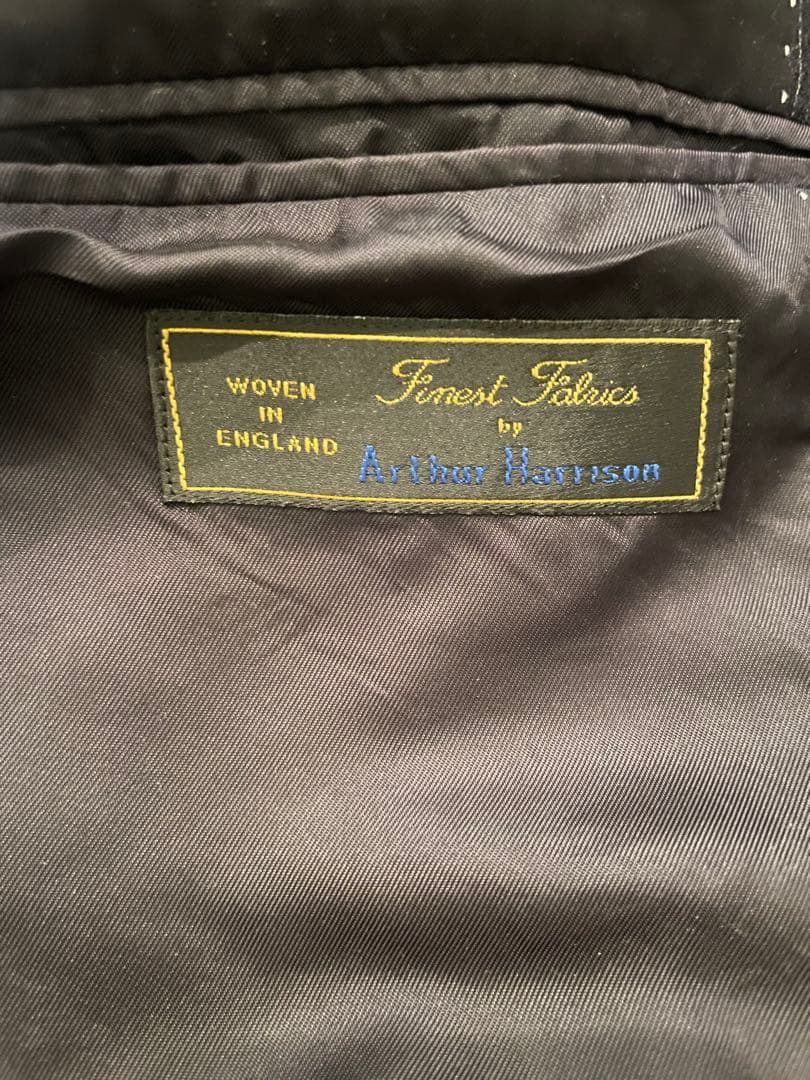 WOVEN
IN
ENGLAND
Finest Fabrics
by
Arthur Harrison